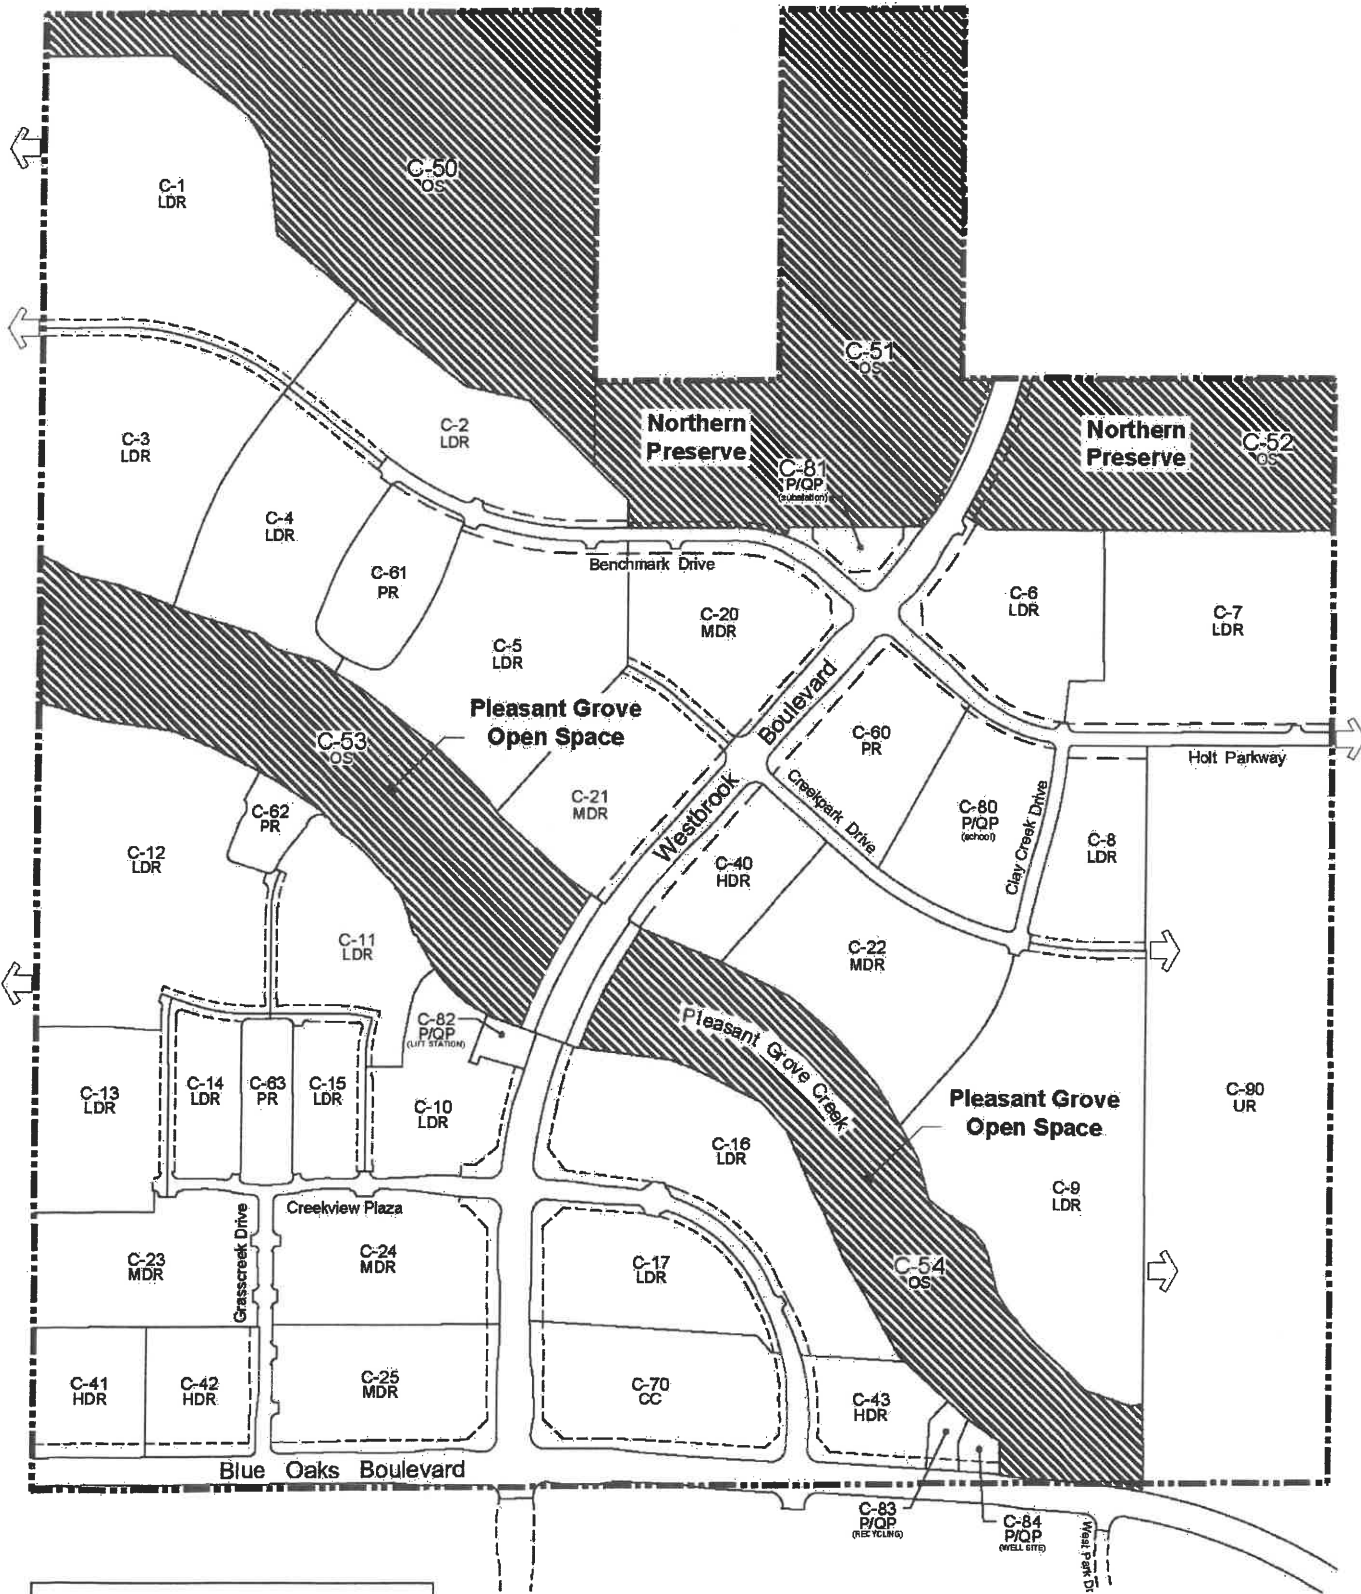 C-50
OS
C-1
LDR
C-51
OS
Northern
Preserve
C-81
P/QP
(substation)
Northern
Preserve
C-52
OS
C-2
LDR
C-3
LDR
C-4
LDR
C-61
PR
Benchmark Drive
C-20
MDR
C-6
LDR
C-7
LDR
C-5
LDR
Pleasant Grove
Open Space
C-53
OS
Boulevard
Westbrook
C-60
PR
Holt Parkway
C-21
MDR
Creekpark Drive
C-80
P/QP
(school)
Clay Creek Drive
C-8
LDR
C-62
PR
C-12
LDR
C-40
HDR
C-11
LDR
C-22
MDR
C-82
P/QP
(LIFT STATION)
Pleasant Grove Creek
C-13
LDR
C-14
LDR
C-63
PR
C-15
LDR
C-10
LDR
C-16
LDR
Pleasant Grove
Open Space
C-90
UR
C-9
LDR
Creekview Plaza
Grasscreek Drive
C-23
MDR
C-24
MDR
C-17
LDR
C-54
OS
C-41
HDR
C-42
HDR
C-25
MDR
C-70
CC
C-43
HDR
Blue Oaks Boulevard
C-83
P/QP
(RECYCLING)
C-84
P/QP
(WELL SITE)
West Park Dr